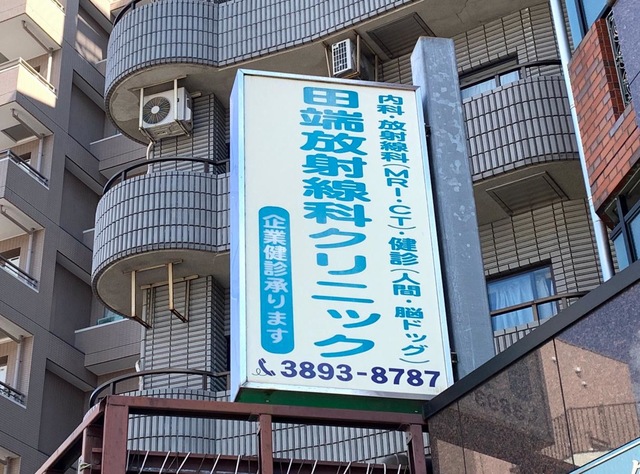 内科・放射線科(MRI・CT)・健診(人間・脳ドッグ)
田端放射線科クリニック
企業健診承ります
3893-8787